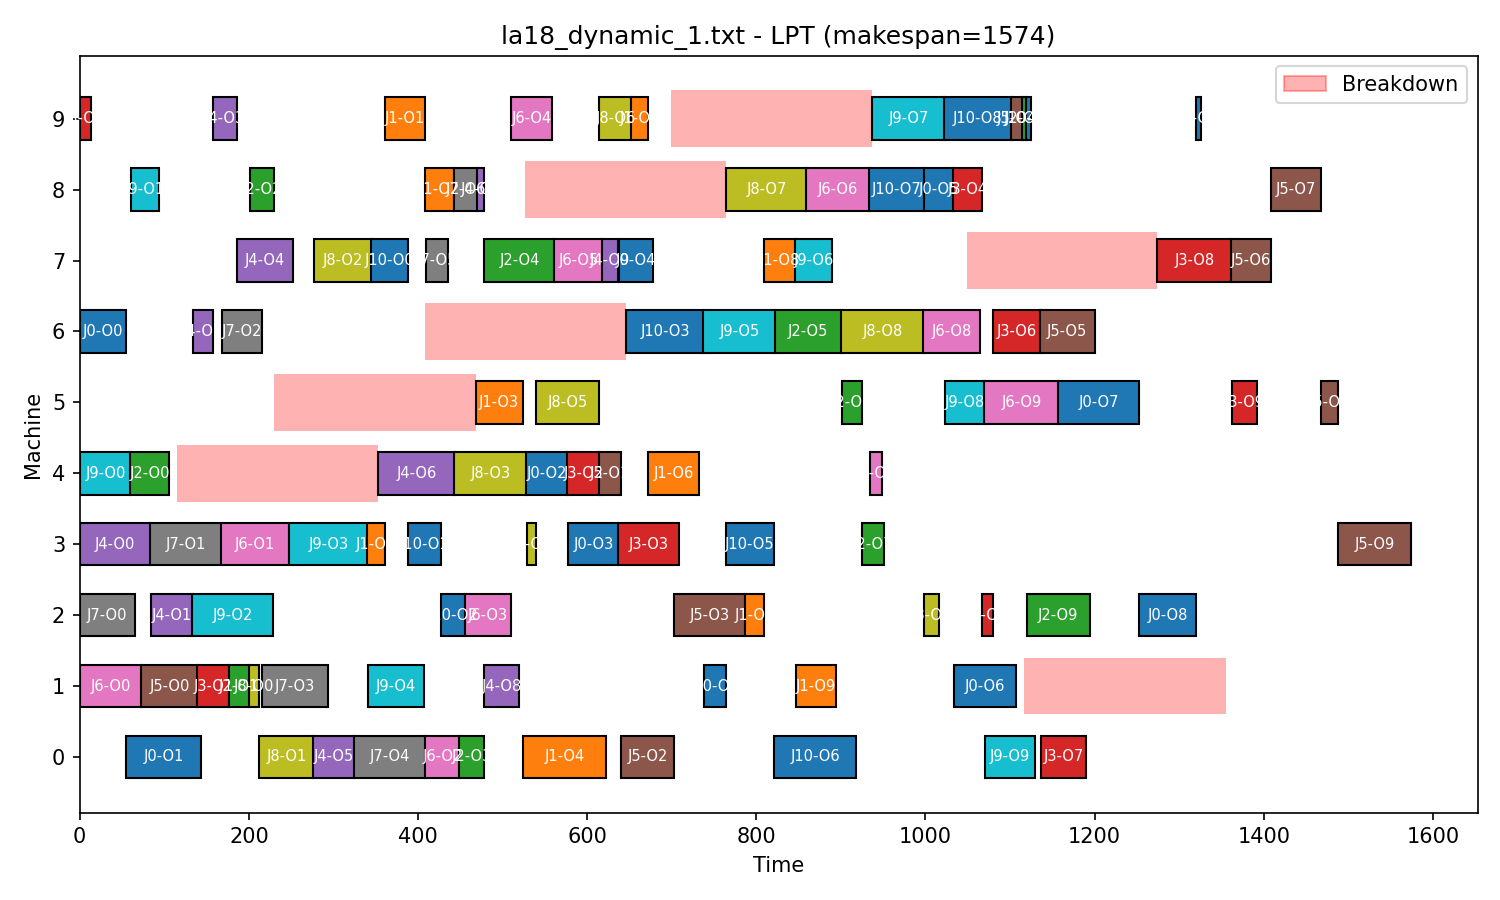 la18_dynamic_1.txt - LPT (makespan=1574)
Breakdown
9 J1-O1 J6-O4 J9-O7 J10-O8
8 J8-O7 J6-O6 J10-O7 J3-O4 J5-O7
7 J4-O4 J8-O2 J10-O0 J2-O4 J6-O5 J0-O4 J1-O8 J9-O6 J3-O8 J5-O6
6 J0-O0 J7-O2 J10-O3 J9-O5 J2-O5 J8-O8 J6-O8 J3-O6 J5-O5
5 J1-O3 J8-O5 J9-O8 J6-O9 J0-O7
4 J9-O0 J2-O0 J4-O6 J8-O3 J0-O2 J1-O6
3 J4-O0 J7-O1 J6-O1 J9-O3 J0-O3 J3-O3 J10-O5 J5-O9
2 J7-O0 J4-O1 J9-O2 J6-O3 J5-O3 J2-O9 J0-O8
1 J6-O0 J5-O0 J7-O3 J9-O4 J4-O8 J1-O9 J0-O6
0 J0-O1 J8-O1 J4-O5 J7-O4 J1-O4 J5-O2 J10-O6 J9-O9 J3-O7
Machine
0 200 400 600 800 1000 1200 1400 1600
Time